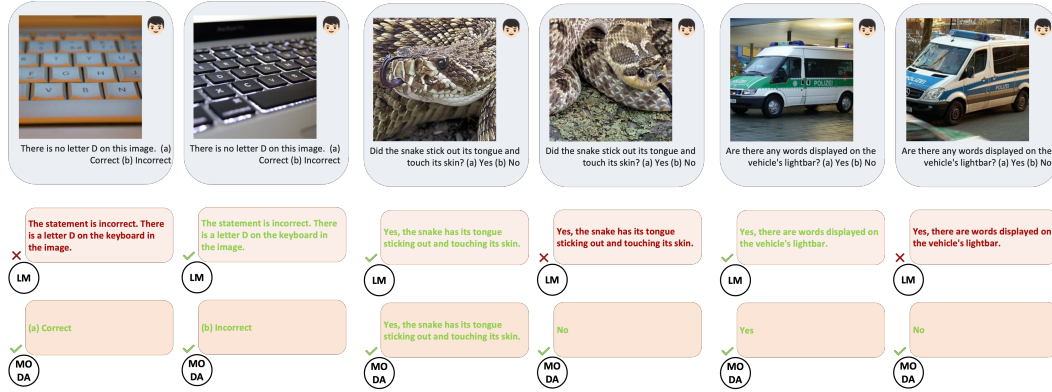 There is no letter D on this image. (a)
Correct (b) Incorrect
There is no letter D on this image. (a)
Correct (b) Incorrect
Did the snake stick out its tongue and
touch its skin? (a) Yes (b) No
Did the snake stick out its tongue and
touch its skin? (a) Yes (b) No
POLIZEI
Are there any words displayed on the
vehicle's lightbar? (a) Yes (b) No
POLIZEI
POLIZEI
Are there any words displayed on the
vehicle's lightbar? (a) Yes (b) No
The statement is incorrect. There
is a letter D on the keyboard in
the image.
LM
The statement is incorrect. There
is a letter D on the keyboard in
the image.
LM
Yes, the snake has its tongue
sticking out and touching its skin.
LM
Yes, the snake has its tongue
sticking out and touching its skin.
LM
Yes, there are words displayed on
the vehicle's lightbar.
LM
Yes, there are words displayed on
the vehicle's lightbar.
LM
(a) Correct
MO
DA
(b) Incorrect
MO
DA
Yes, the snake has its tongue
sticking out and touching its skin.
MO
DA
No
MO
DA
Yes
MO
DA
No
MO
DA